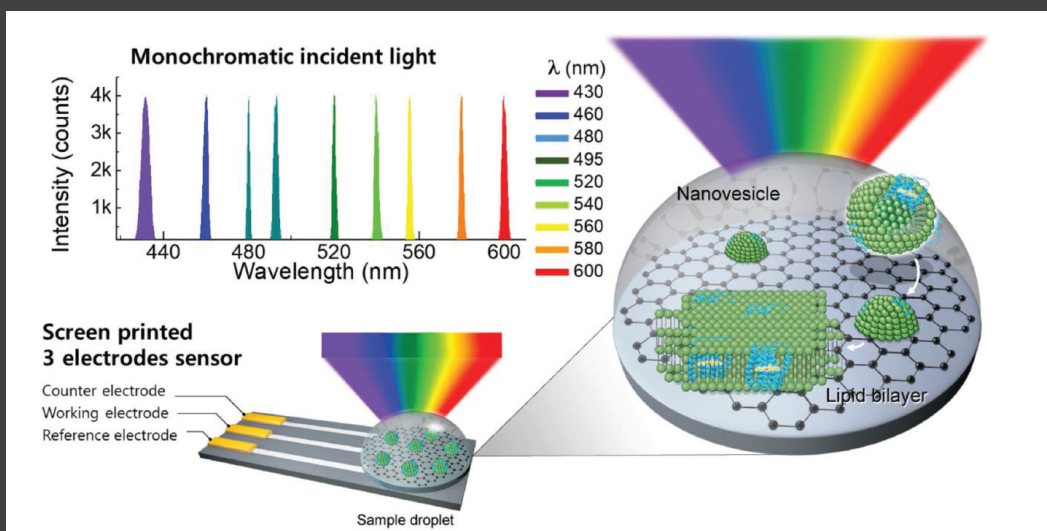 Monochromatic incident light
Intensity (counts)
4k
3k
2k
1k
440
480
520
560
600
Wavelength (nm)
λ (nm)
430
460
480
495
520
540
560
580
600
Nanovesicle
Lipid bilayer
Screen printed
3 electrodes sensor
Counter electrode
Working electrode
Reference electrode
Sample droplet